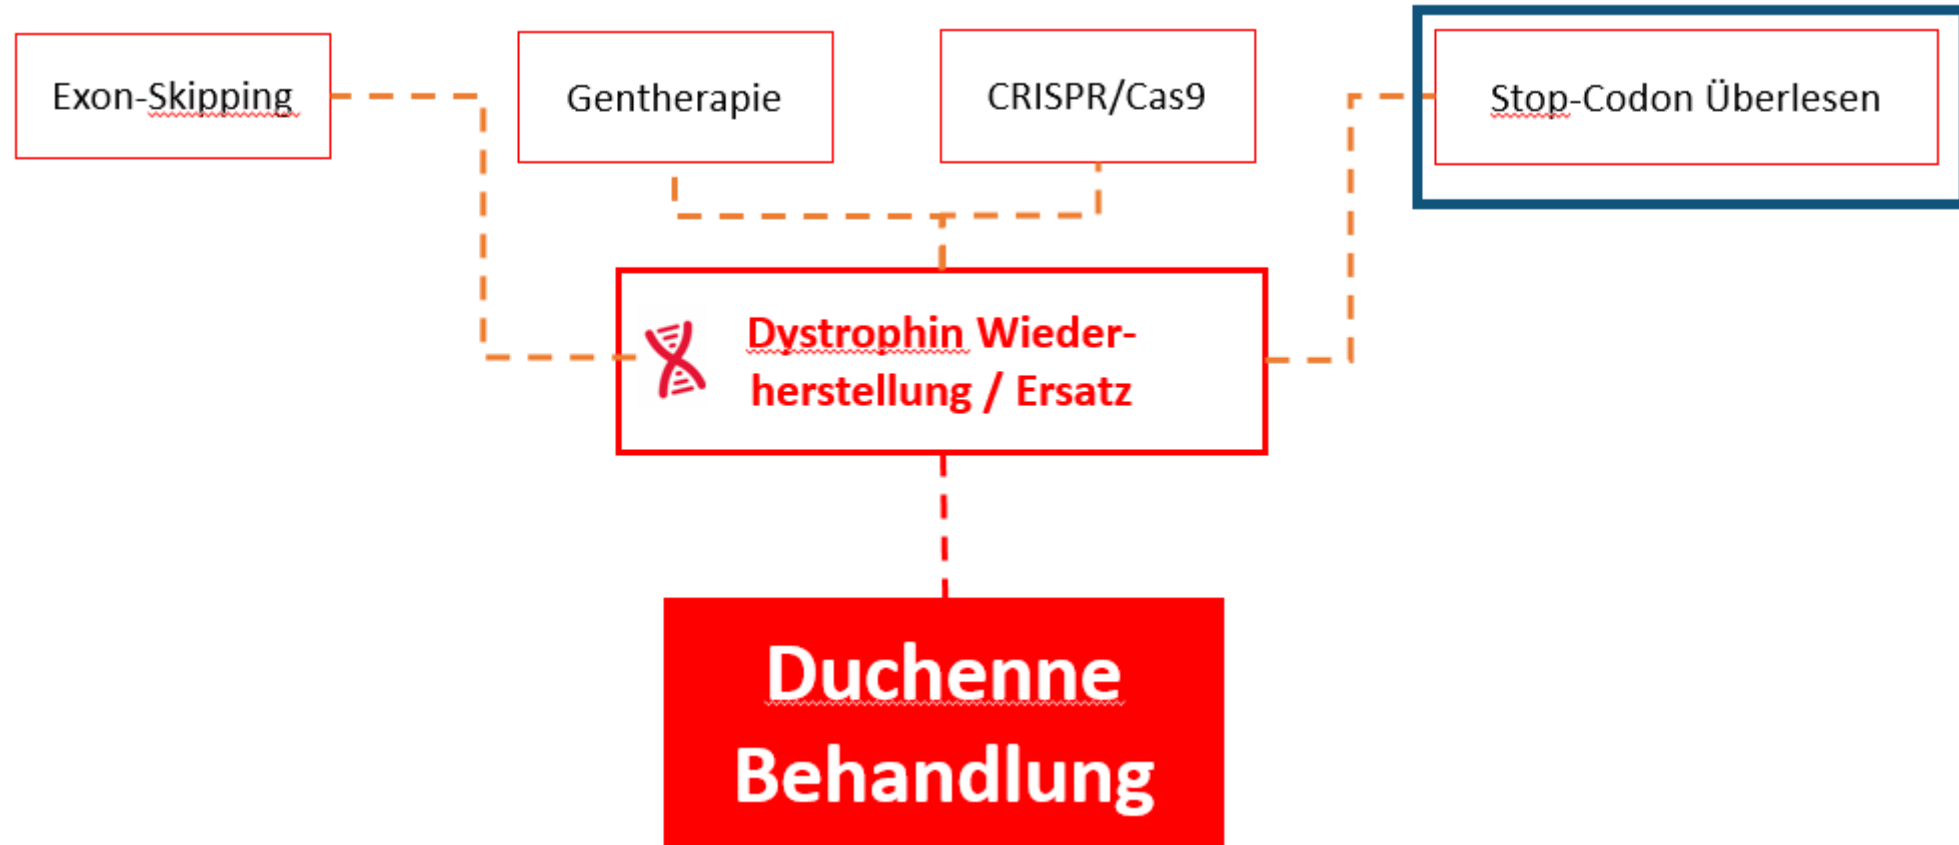 Exon-Skipping
Gentherapie
CRISPR/Cas9
Stop-Codon Überlesen
Dystrophin Wieder-
herstellung / Ersatz
Duchenne
Behandlung